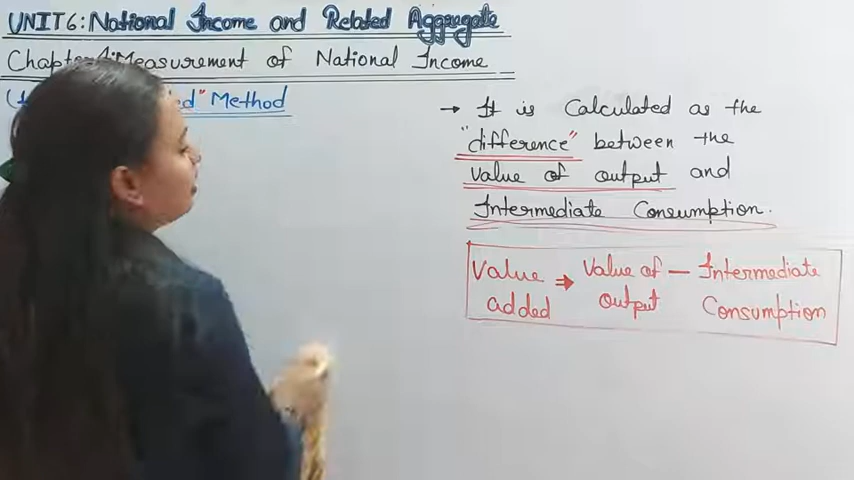 UNIT6: National Income and Related Aggregate
Measurement of National Income
Method
→ It is Calculated as the
"difference" between the
value of output and
Intermediate Consumption.
Value added ⇒ Value of output — Intermediate Consumption